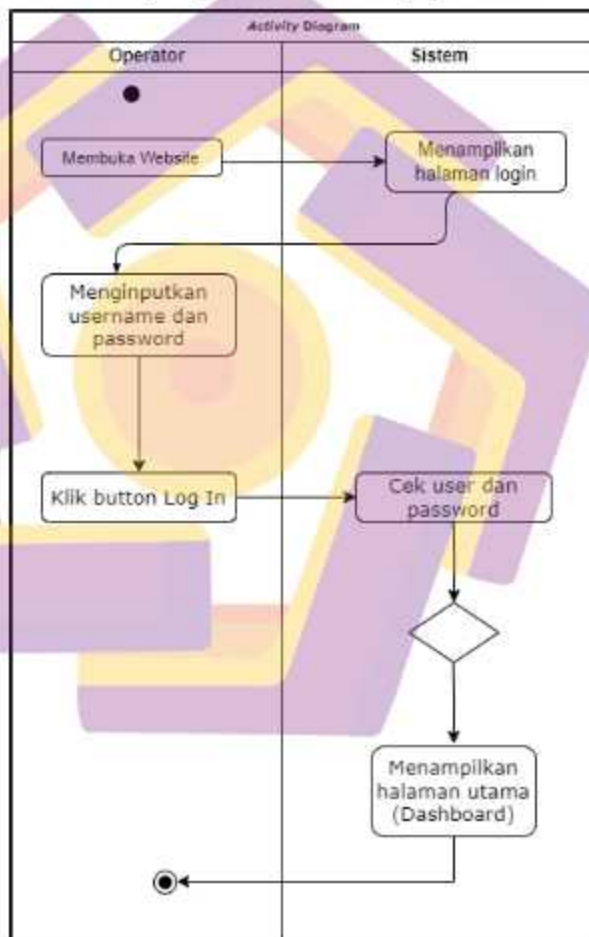 Activity Diagram
Operator
Sistem
Membuka Website
Menampilkan
halaman login
Menginputkan
username dan
password
Klik button Log In
Cek user dan
password
Menampilkan
halaman utama
(Dashboard)